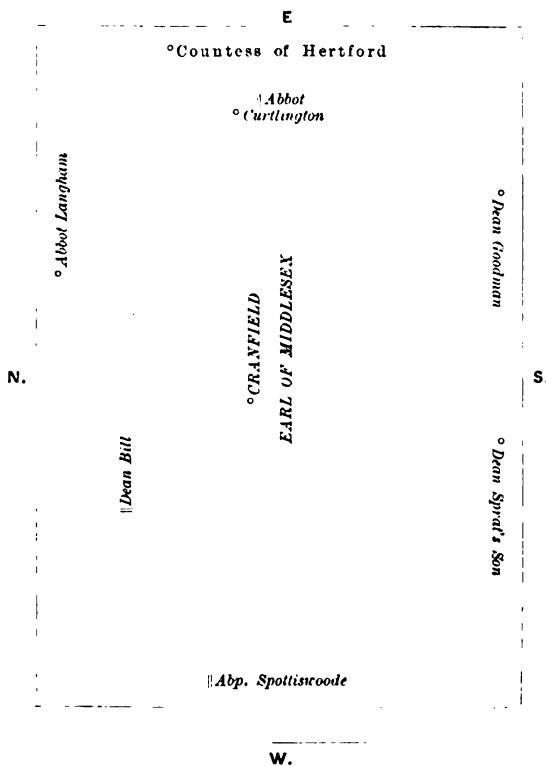 E
°Countess of Hertford
Abbot
° Curtlington
°Abbot Langham
° Dean Goodman
N.
°CRANFIELD
EARL OF MIDDLESEX
S.
||Dean Bill
° Dean Sprat's Son
||Abp. Spottiswoode
W.